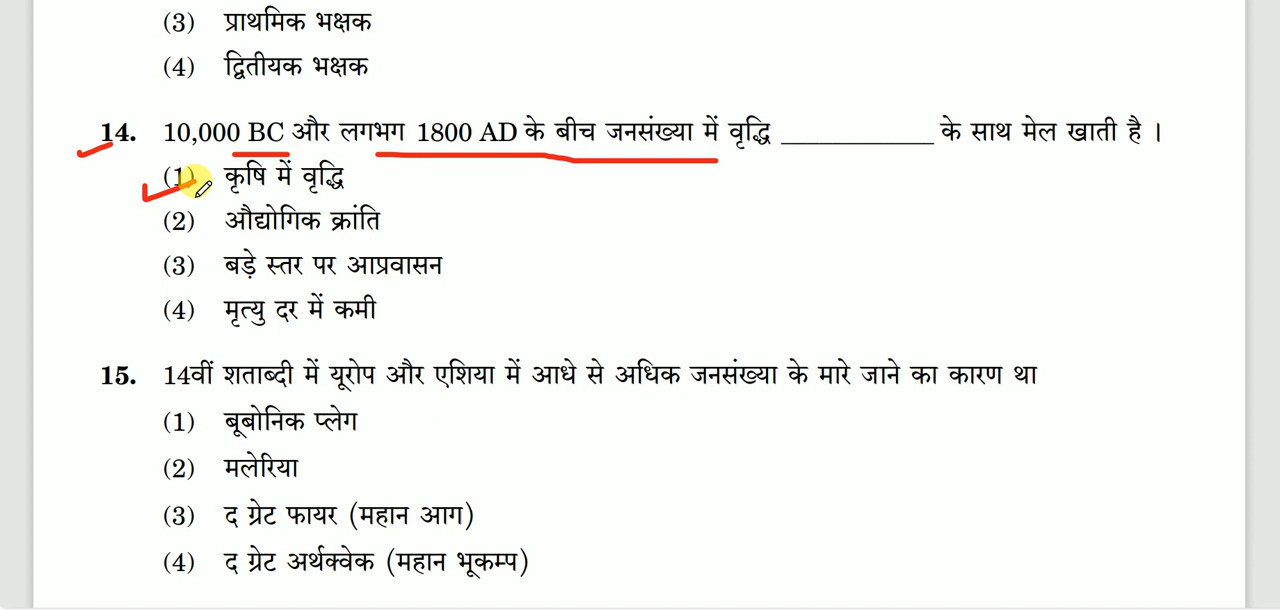 (3) प्राथमिक भक्षक
(4) द्वितीयक भक्षक
14. 10,000 BC और लगभग 1800 AD के बीच जनसंख्या में वृद्धि ____________ के साथ मेल खाती है ।
(1) कृषि में वृद्धि
(2) औद्योगिक क्रांति
(3) बड़े स्तर पर आप्रवासन
(4) मृत्यु दर में कमी
15. 14वीं शताब्दी में यूरोप और एशिया में आधे से अधिक जनसंख्या के मारे जाने का कारण था
(1) बूबोनिक प्लेग
(2) मलेरिया
(3) द ग्रेट फायर (महान आग)
(4) द ग्रेट अर्थक्वेक (महान भूकम्प)